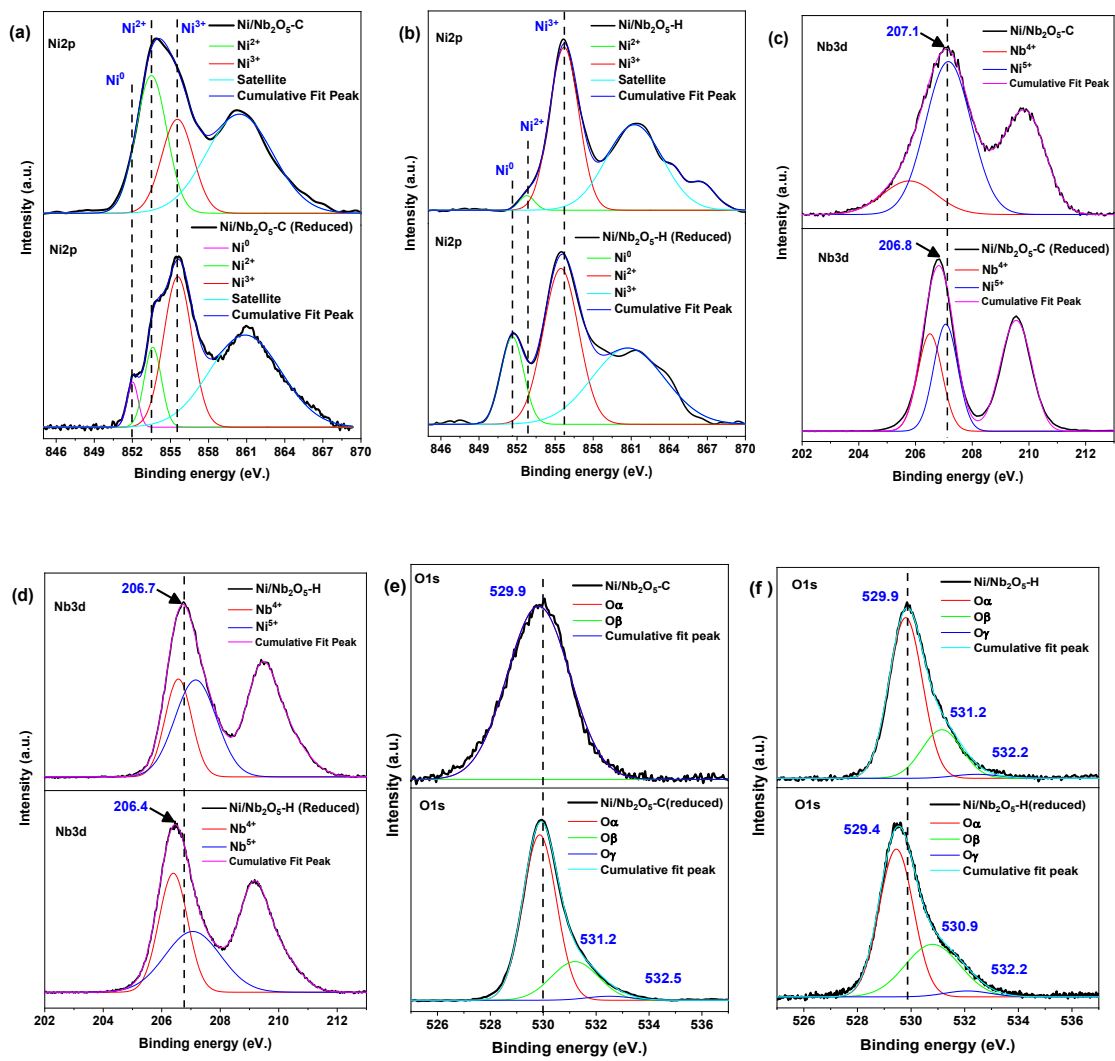 (a)
Ni2p
Ni²⁺
Ni³⁺
Ni⁰
Ni/Nb₂O₅-C
Ni²⁺
Ni³⁺
Satellite
Cumulative Fit Peak
Ni2p
Ni/Nb₂O₅-C (Reduced)
Ni⁰
Ni²⁺
Ni³⁺
Satellite
Cumulative Fit Peak
Intensity (a.u.)
846 849 852 855 858 861 864 867 870
Binding energy (eV.)
(b)
Ni2p
Ni³⁺
Ni²⁺
Ni⁰
Ni/Nb₂O₅-H
Ni²⁺
Ni³⁺
Satellite
Cumulative Fit Peak
Ni2p
Ni/Nb₂O₅-H (Reduced)
Ni⁰
Ni²⁺
Ni³⁺
Cumulative Fit Peak
Intensity (a.u.)
846 849 852 855 858 861 864 867 870
Binding energy (eV.)
(c)
Nb3d
207.1
Ni/Nb₂O₅-C
Nb⁴⁺
Ni⁵⁺
Cumulative Fit Peak
Nb3d
206.8
Ni/Nb₂O₅-C (Reduced)
Nb⁴⁺
Ni⁵⁺
Cumulative Fit Peak
Intensity (a.u.)
202 204 206 208 210 212
Binding energy (eV.)
(d)
Nb3d
206.7
Ni/Nb₂O₅-H
Nb⁴⁺
Ni⁵⁺
Cumulative Fit Peak
Nb3d
206.4
Ni/Nb₂O₅-H (Reduced)
Nb⁴⁺
Nb⁵⁺
Cumulative Fit Peak
Intensity (a.u.)
202 204 206 208 210 212
Binding energy (eV.)
(e)
O1s
529.9
Ni/Nb₂O₅-C
Oα
Oβ
Cumulative fit peak
O1s
Ni/Nb₂O₅-C(reduced)
Oα
Oβ
Oγ
Cumulative fit peak
531.2
532.5
Intensity (a.u.)
526 528 530 532 534 536
Binding energy (eV.)
(f)
O1s
529.9
Ni/Nb₂O₅-H
Oα
Oβ
Oγ
Cumulative fit peak
531.2
532.2
O1s
529.4
Ni/Nb₂O₅-H(reduced)
Oα
Oβ
Oγ
Cumulative fit peak
530.9
532.2
Intensity (a.u.)
526 528 530 532 534 536
Binding energy (eV.)